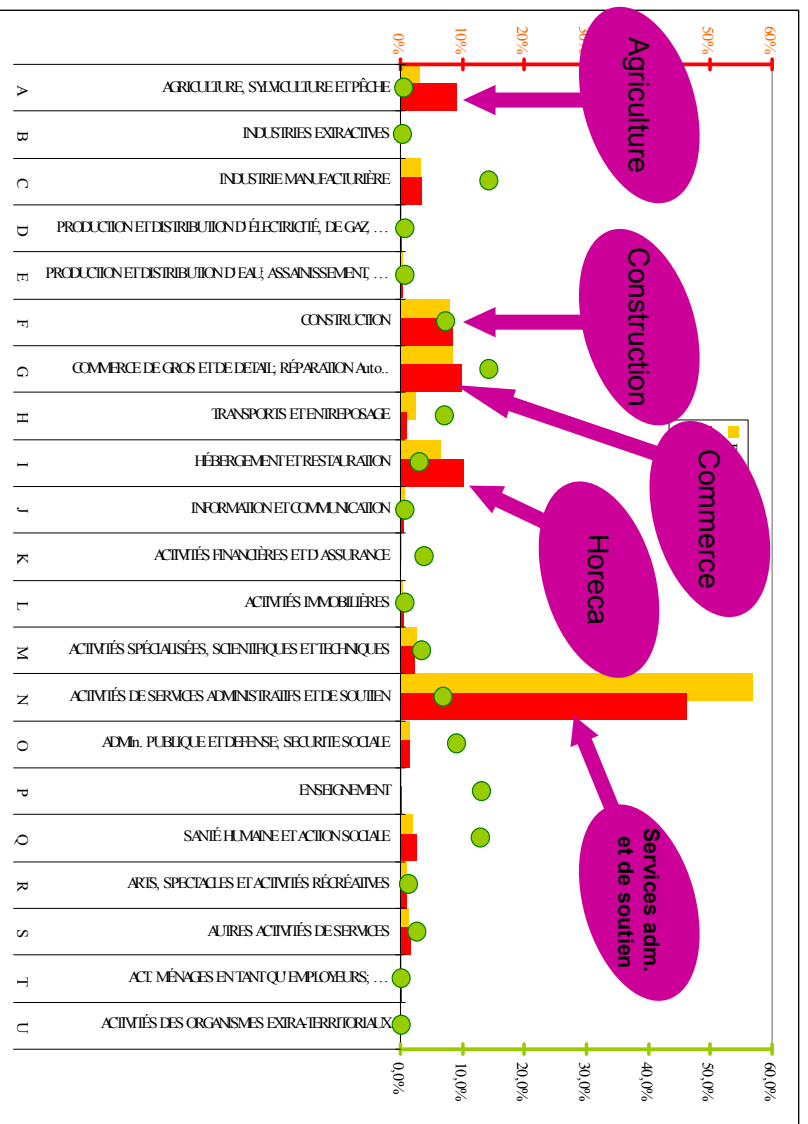 0%
10%
20%
30%
50%
60%
Agriculture
Construction
Commerce
Horeca
Services adm.
et de soutien
AGRICULTURE, SYLVICULTURE ET PÊCHE
INDUSTRIES EXTRACTIVES
INDUSTRIE MANUFACTURIÈRE
PRODUCTION ET DISTRIBUTION D'ÉLECTRICITÉ, DE GAZ, ...
PRODUCTION ET DISTRIBUTION D'EAU; ASSAINISSEMENT, ...
CONSTRUCTION
COMMERCE DE GROS ET DE DETAIL; RÉPARATION Auto..
TRANSPORTS ET ENTREPOSAGE
HÉBERGEMENT ET RESTAURATION
INFORMATION ET COMMUNICATION
ACTIVITÉS FINANCIÈRES ET D'ASSURANCE
ACTIVITÉS IMMOBILIÈRES
ACTIVITÉS SPÉCIALISÉES, SCIENTIFIQUES ET TECHNIQUES
ACTIVITÉS DE SERVICES ADMINISTRATIFS ET DE SOUTIEN
ADMin. PUBLIQUE ET DEFENSE; SECURITE SOCIALE
ENSEIGNEMENT
SANTÉ HUMAINE ET ACTION SOCIALE
ARTS, SPECTACLES ET ACTIVITÉS RÉCRÉATIVES
AUTRES ACTIVITÉS DE SERVICES
ACT. MÉNAGES EN TANT QU'EMPLOYEURS; ...
ACTIVITÉS DES ORGANISMES EXTRA-TERRITORIAUX
A
B
C
D
E
F
G
H
I
J
K
L
M
N
O
P
Q
R
S
T
U
0,0%
10,0%
20,0%
30,0%
40,0%
50,0%
60,0%